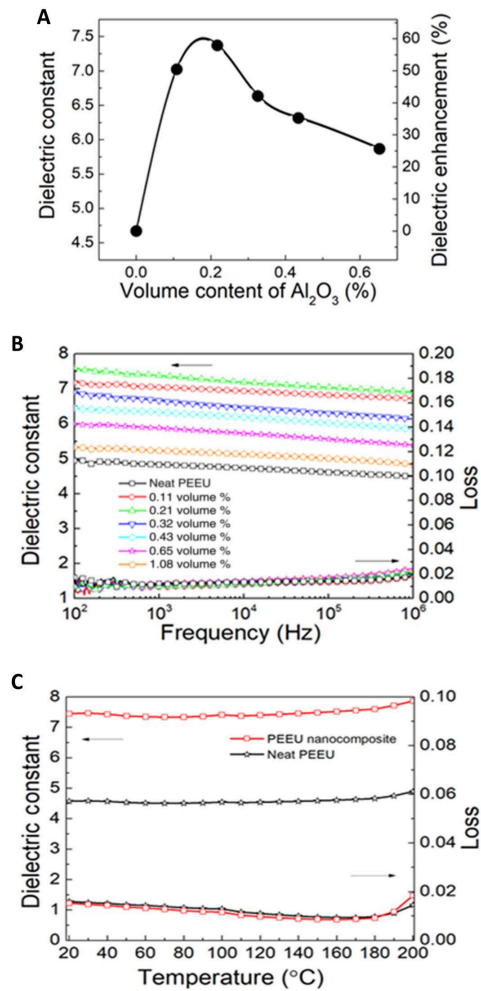 A
Dielectric constant
7.5
7.0
6.5
6.0
5.5
5.0
4.5
60
50
40
30
20
10
0
Dielectric enhancement (%)
0.0 0.2 0.4 0.6
Volume content of Al₂O₃ (%)
B
Dielectric constant
8
7
6
5
4
3
2
1
0.20
0.18
0.16
0.14
0.12
0.10
0.08
0.06
0.04
0.02
0.00
Loss
Neat PEEU
0.11 volume %
0.21 volume %
0.32 volume %
0.43 volume %
0.65 volume %
1.08 volume %
10² 10³ 10⁴ 10⁵ 10⁶
Frequency (Hz)
C
Dielectric constant
8
7
6
5
4
3
2
1
0
0.10
0.08
0.06
0.04
0.02
0.00
Loss
PEEU nanocomposite
Neat PEEU
20 40 60 80 100 120 140 160 180 200
Temperature (°C)